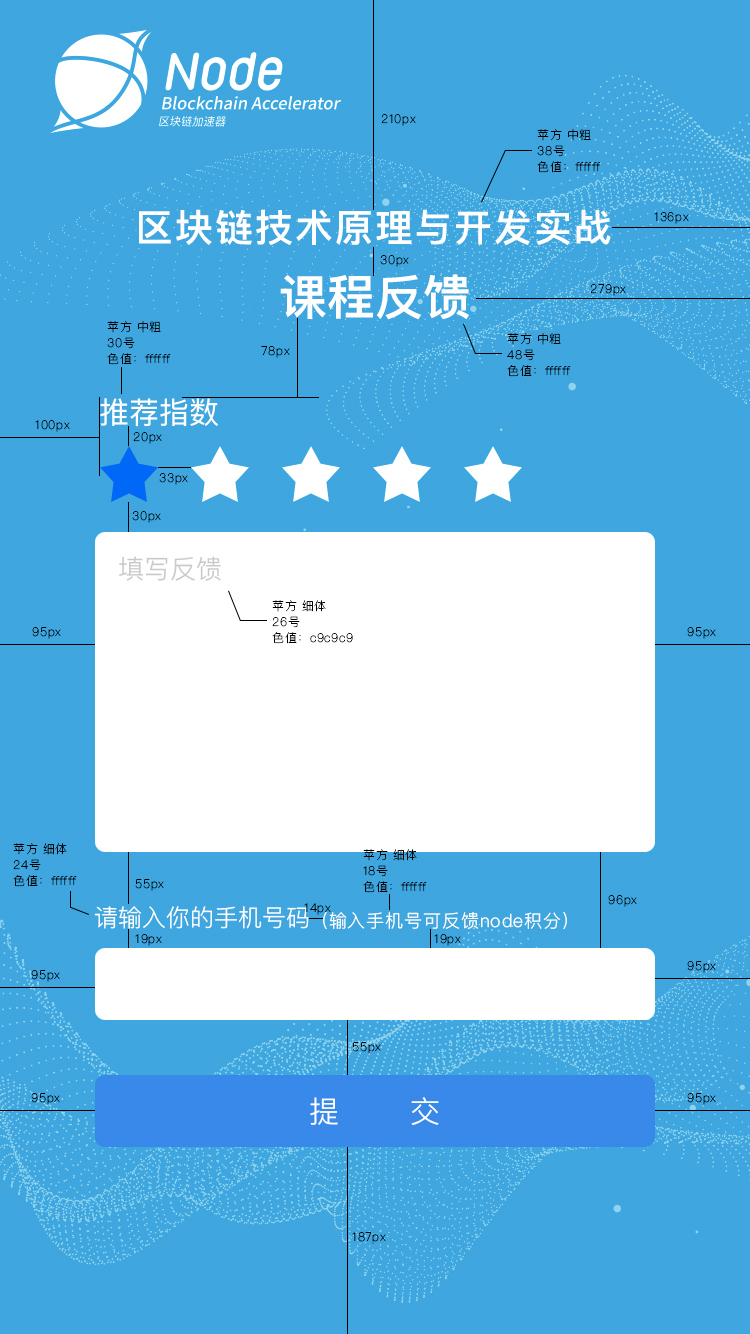 Node
Blockchain Accelerator
区块链加速器
210px
苹方 中粗
38号
色值：ffffff
区块链技术原理与开发实战
136px
30px
课程反馈
279px
苹方 中粗
30号
色值：ffffff
78px
苹方 中粗
48号
色值：ffffff
推荐指数
100px
20px
33px
30px
填写反馈
苹方 细体
26号
色值：c9c9c9
95px
95px
苹方 细体
24号
色值：ffffff
苹方 细体
18号
色值：ffffff
55px
96px
14px
请输入你的手机号码（输入手机号可反馈node积分）
19px
19px
95px
95px
55px
95px
95px
提 交
187px